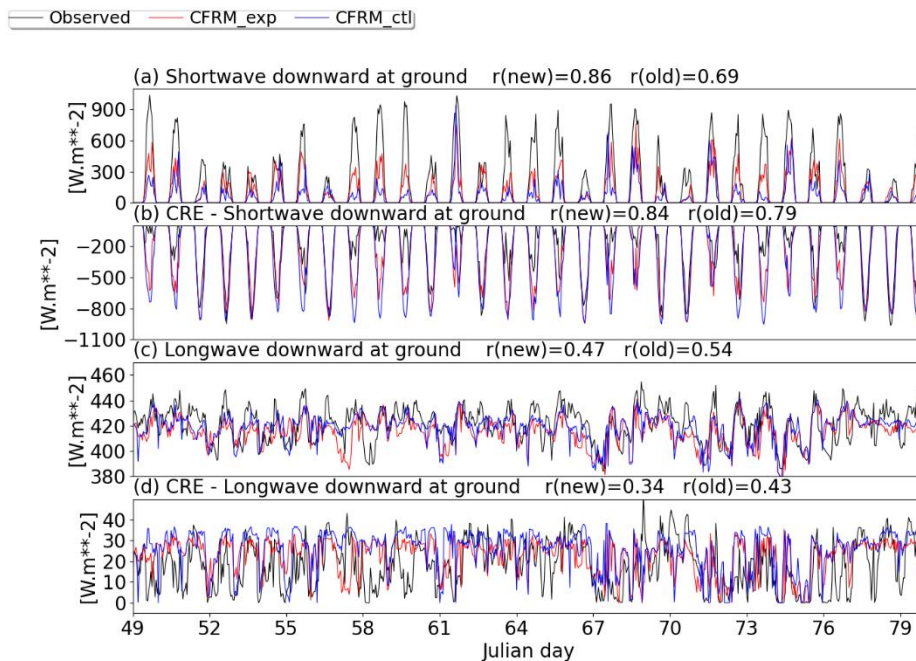 Observed CFRM_exp CFRM_ctl
(a) Shortwave downward at ground r(new)=0.86 r(old)=0.69
[W.m**-2]
900
600
300
0
(b) CRE - Shortwave downward at ground r(new)=0.84 r(old)=0.79
[W.m**-2]
−200
−500
−800
−1100
(c) Longwave downward at ground r(new)=0.47 r(old)=0.54
[W.m**-2]
460
440
420
400
380
(d) CRE - Longwave downward at ground r(new)=0.34 r(old)=0.43
[W.m**-2]
40
30
20
10
0
49 52 55 58 61 64 67 70 73 76 79
Julian day